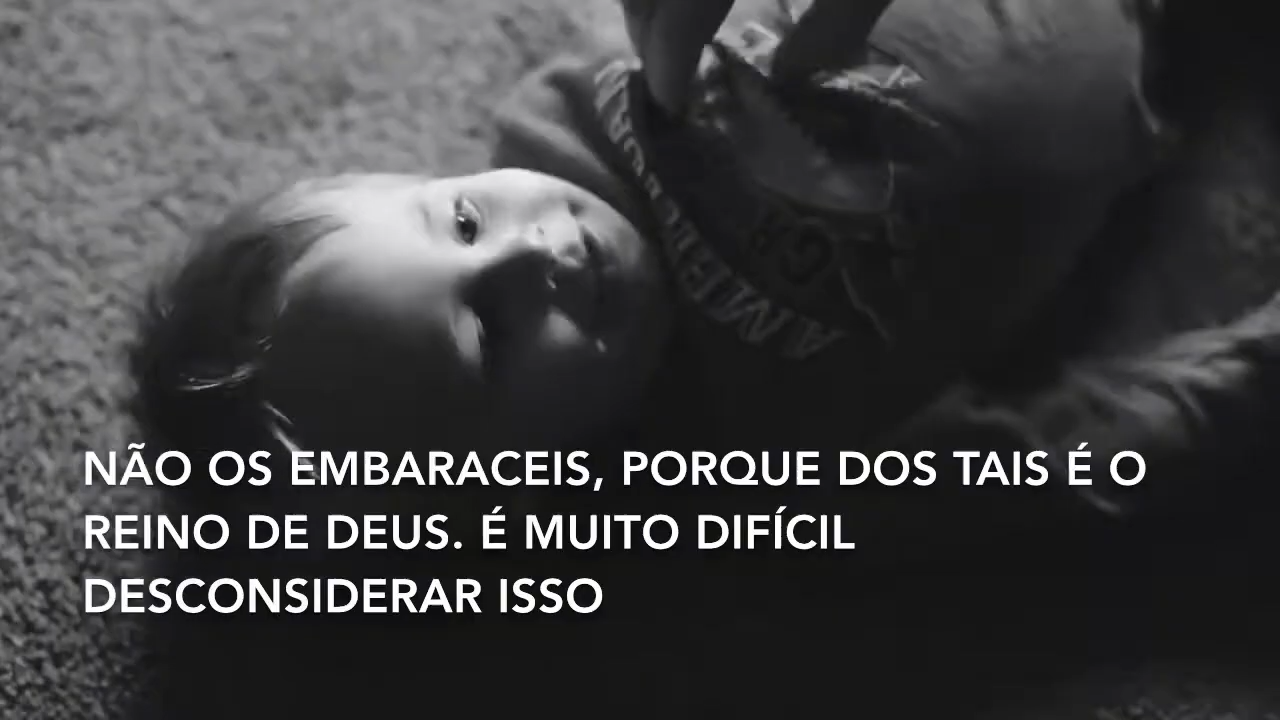 NÃO OS EMBARACEIS, PORQUE DOS TAIS É O
REINO DE DEUS. É MUITO DIFÍCIL
DESCONSIDERAR ISSO